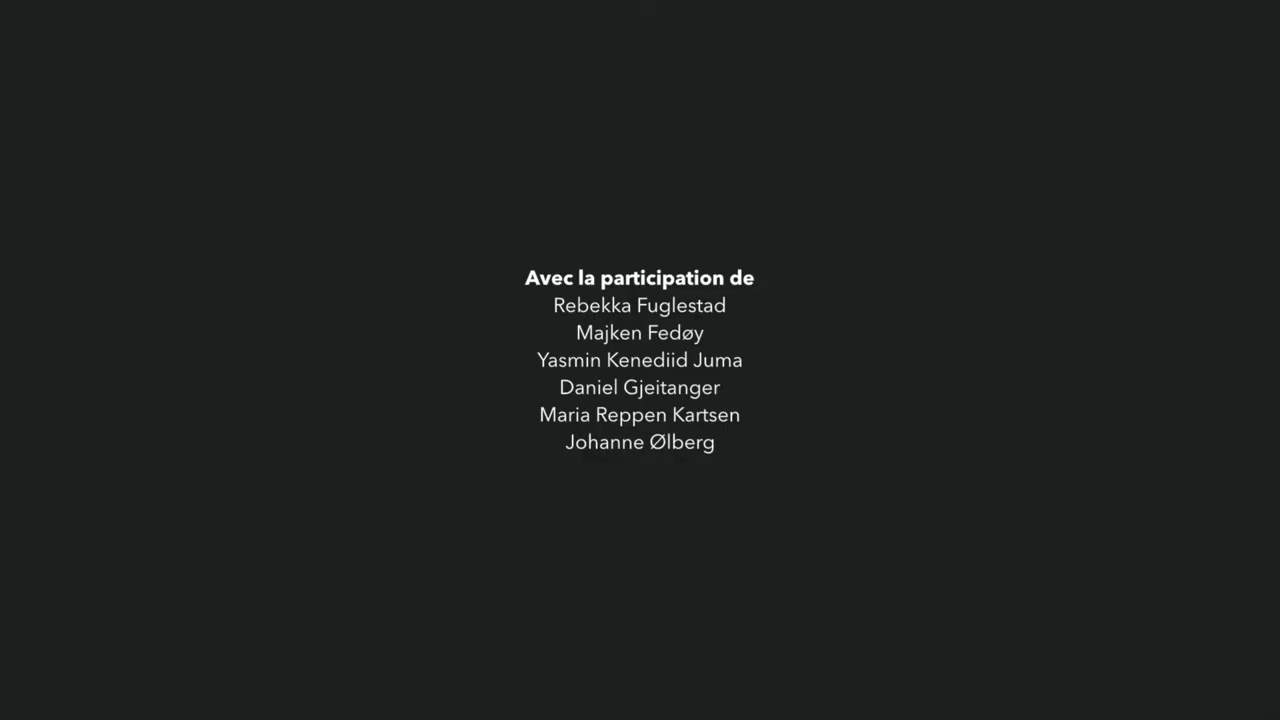 Avec la participation de
Rebekka Fuglestad
Majken Fedøy
Yasmin Kenediid Juma
Daniel Gjeitanger
Maria Reppen Kartsen
Johanne Ølberg